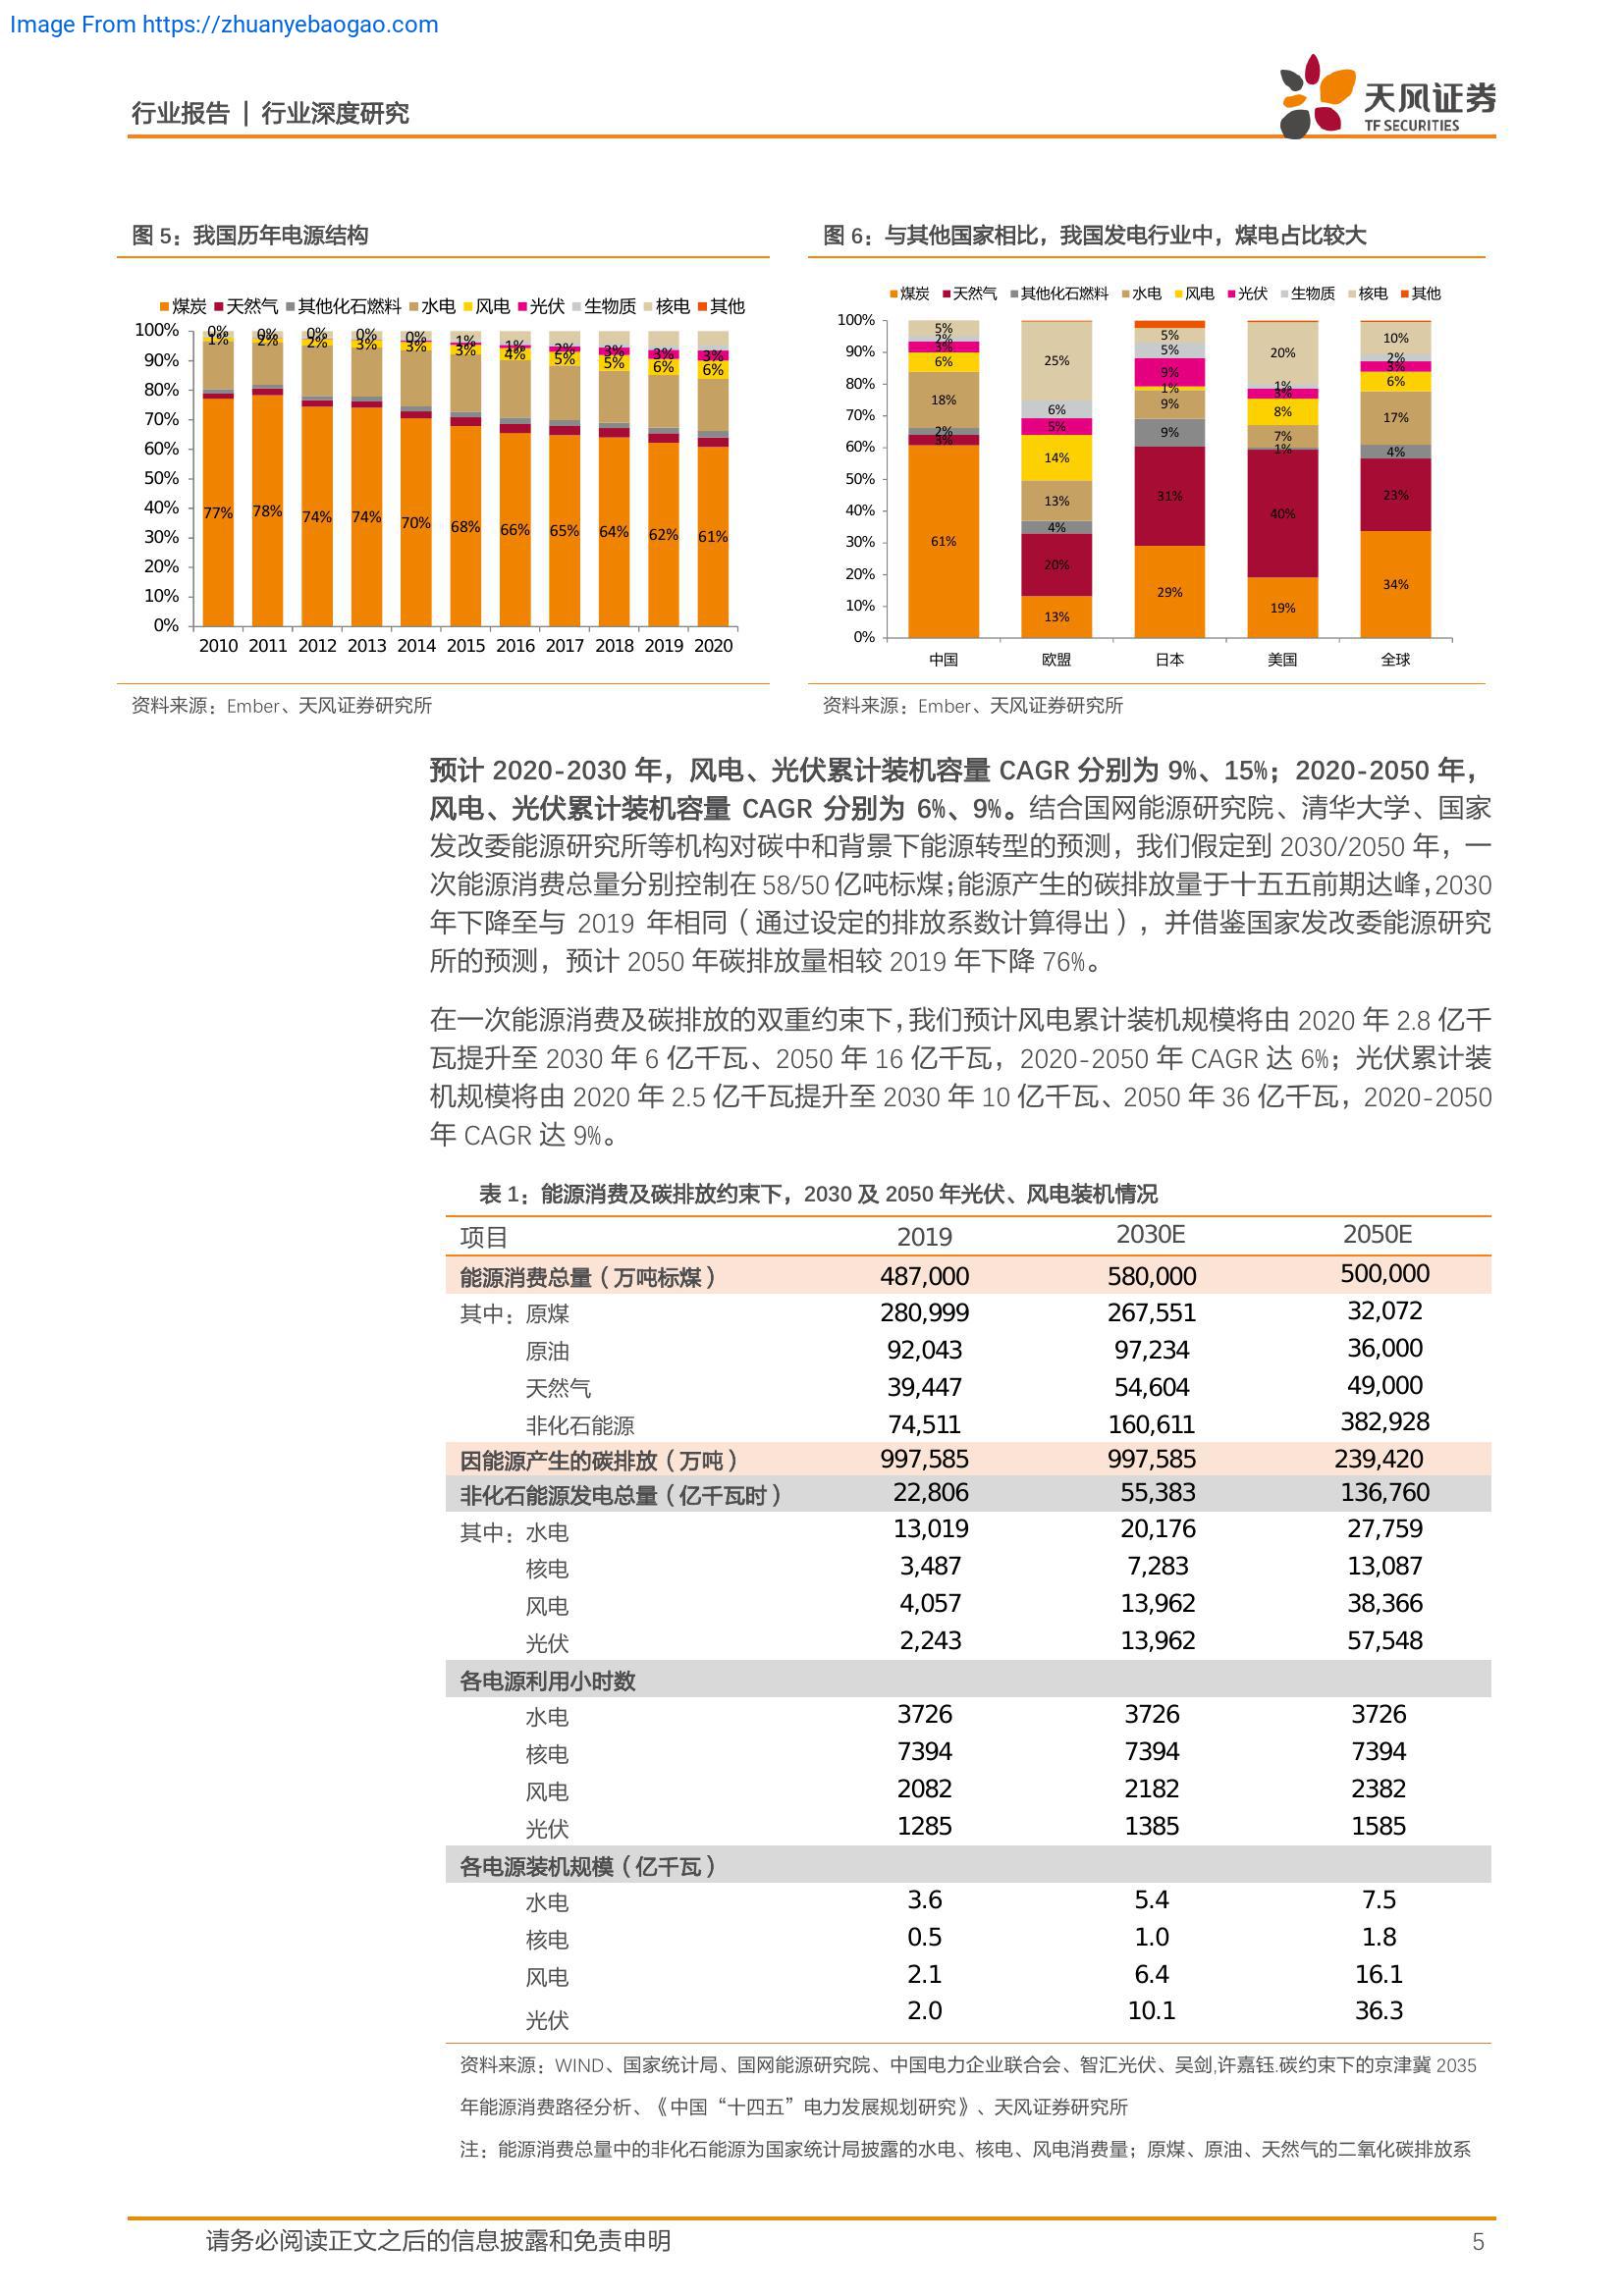 Image From https://zhuanyebaogao.com
行业报告 | 行业深度研究
天风证券
TF SECURITIES
图 5：我国历年电源结构
煤炭 天然气 其他化石燃料 水电 风电 光伏 生物质 核电 其他
100%
90%
80%
70%
60%
50%
40%
30%
20%
10%
0%
0% 0% 0% 0% 0% 1% 1% 2% 3% 3% 3%
1% 2% 2% 3% 3% 3% 4% 5% 5% 6% 6%
77% 78% 74% 74% 70% 68% 66% 65% 64% 62% 61%
2010 2011 2012 2013 2014 2015 2016 2017 2018 2019 2020
资料来源：Ember、天风证券研究所
图 6：与其他国家相比，我国发电行业中，煤电占比较大
煤炭 天然气 其他化石燃料 水电 风电 光伏 生物质 核电 其他
100%
90%
80%
70%
60%
50%
40%
30%
20%
10%
0%
5%
2%
3%
6%
18%
2%
3%
61%
25%
6%
5%
14%
13%
4%
20%
13%
5%
5%
9%
1%
9%
9%
31%
29%
20%
1%
3%
8%
7%
1%
40%
19%
10%
2%
3%
6%
17%
4%
23%
34%
中国 欧盟 日本 美国 全球
资料来源：Ember、天风证券研究所
预计 2020-2030 年，风电、光伏累计装机容量 CAGR 分别为 9%、15%；2020-2050 年，
风电、光伏累计装机容量 CAGR 分别为 6%、9%。结合国网能源研究院、清华大学、国家
发改委能源研究所等机构对碳中和背景下能源转型的预测，我们假定到 2030/2050 年，一
次能源消费总量分别控制在 58/50 亿吨标煤；能源产生的碳排放量于十五五前期达峰，2030
年下降至与 2019 年相同（通过设定的排放系数计算得出），并借鉴国家发改委能源研究
所的预测，预计 2050 年碳排放量相较 2019 年下降 76%。
在一次能源消费及碳排放的双重约束下，我们预计风电累计装机规模将由 2020 年 2.8 亿千
瓦提升至 2030 年 6 亿千瓦、2050 年 16 亿千瓦，2020-2050 年 CAGR 达 6%；光伏累计装
机规模将由 2020 年 2.5 亿千瓦提升至 2030 年 10 亿千瓦、2050 年 36 亿千瓦，2020-2050
年 CAGR 达 9%。
表 1：能源消费及碳排放约束下，2030 及 2050 年光伏、风电装机情况
项目 2019 2030E 2050E
能源消费总量（万吨标煤） 487,000 580,000 500,000
其中：原煤 280,999 267,551 32,072
原油 92,043 97,234 36,000
天然气 39,447 54,604 49,000
非化石能源 74,511 160,611 382,928
因能源产生的碳排放（万吨） 997,585 997,585 239,420
非化石能源发电总量（亿千瓦时） 22,806 55,383 136,760
其中：水电 13,019 20,176 27,759
核电 3,487 7,283 13,087
风电 4,057 13,962 38,366
光伏 2,243 13,962 57,548
各电源利用小时数
水电 3726 3726 3726
核电 7394 7394 7394
风电 2082 2182 2382
光伏 1285 1385 1585
各电源装机规模（亿千瓦）
水电 3.6 5.4 7.5
核电 0.5 1.0 1.8
风电 2.1 6.4 16.1
光伏 2.0 10.1 36.3
资料来源：WIND、国家统计局、国网能源研究院、中国电力企业联合会、智汇光伏、吴剑,许嘉钰.碳约束下的京津冀 2035
年能源消费路径分析、《中国“十四五”电力发展规划研究》、天风证券研究所
注：能源消费总量中的非化石能源为国家统计局披露的水电、核电、风电消费量；原煤、原油、天然气的二氧化碳排放系
请务必阅读正文之后的信息披露和免责申明 5